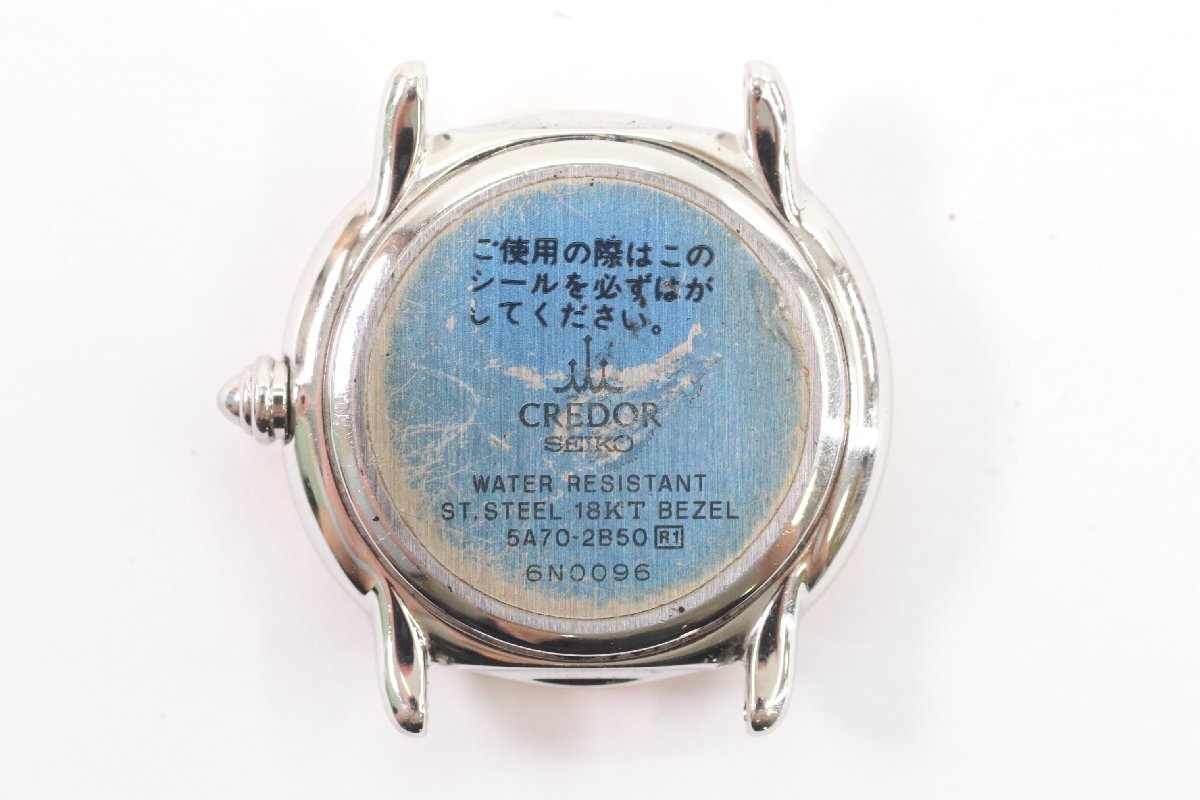 ご使用の際はこの
シールを必ずはが
してください。
CREDOR
SEIKO
WATER RESISTANT
ST.STEEL 18KT BEZEL
5A70-2B50 R1
6N0096